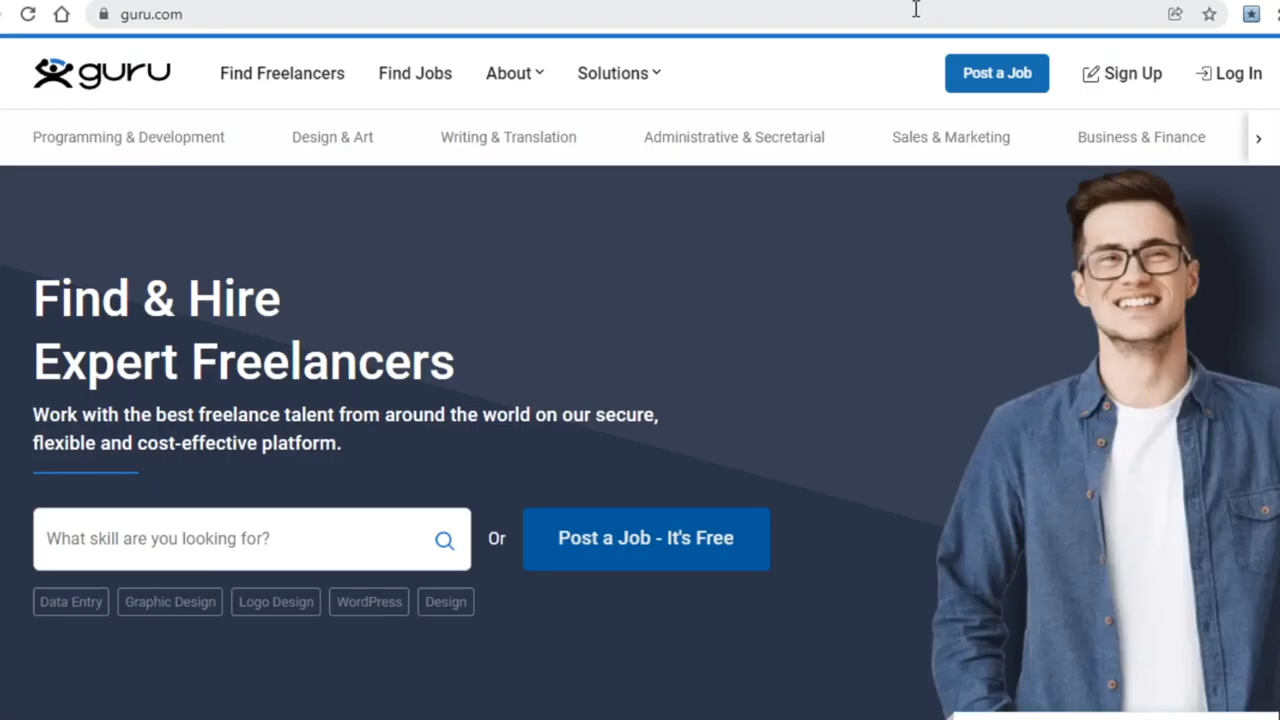 guru.com
guru
Find Freelancers
Find Jobs
About
Solutions
Post a Job
Sign Up
Log In
Programming & Development
Design & Art
Writing & Translation
Administrative & Secretarial
Sales & Marketing
Business & Finance
Find & Hire
Expert Freelancers
Work with the best freelance talent from around the world on our secure,
flexible and cost-effective platform.
What skill are you looking for?
Or
Post a Job - It's Free
Data Entry
Graphic Design
Logo Design
WordPress
Design